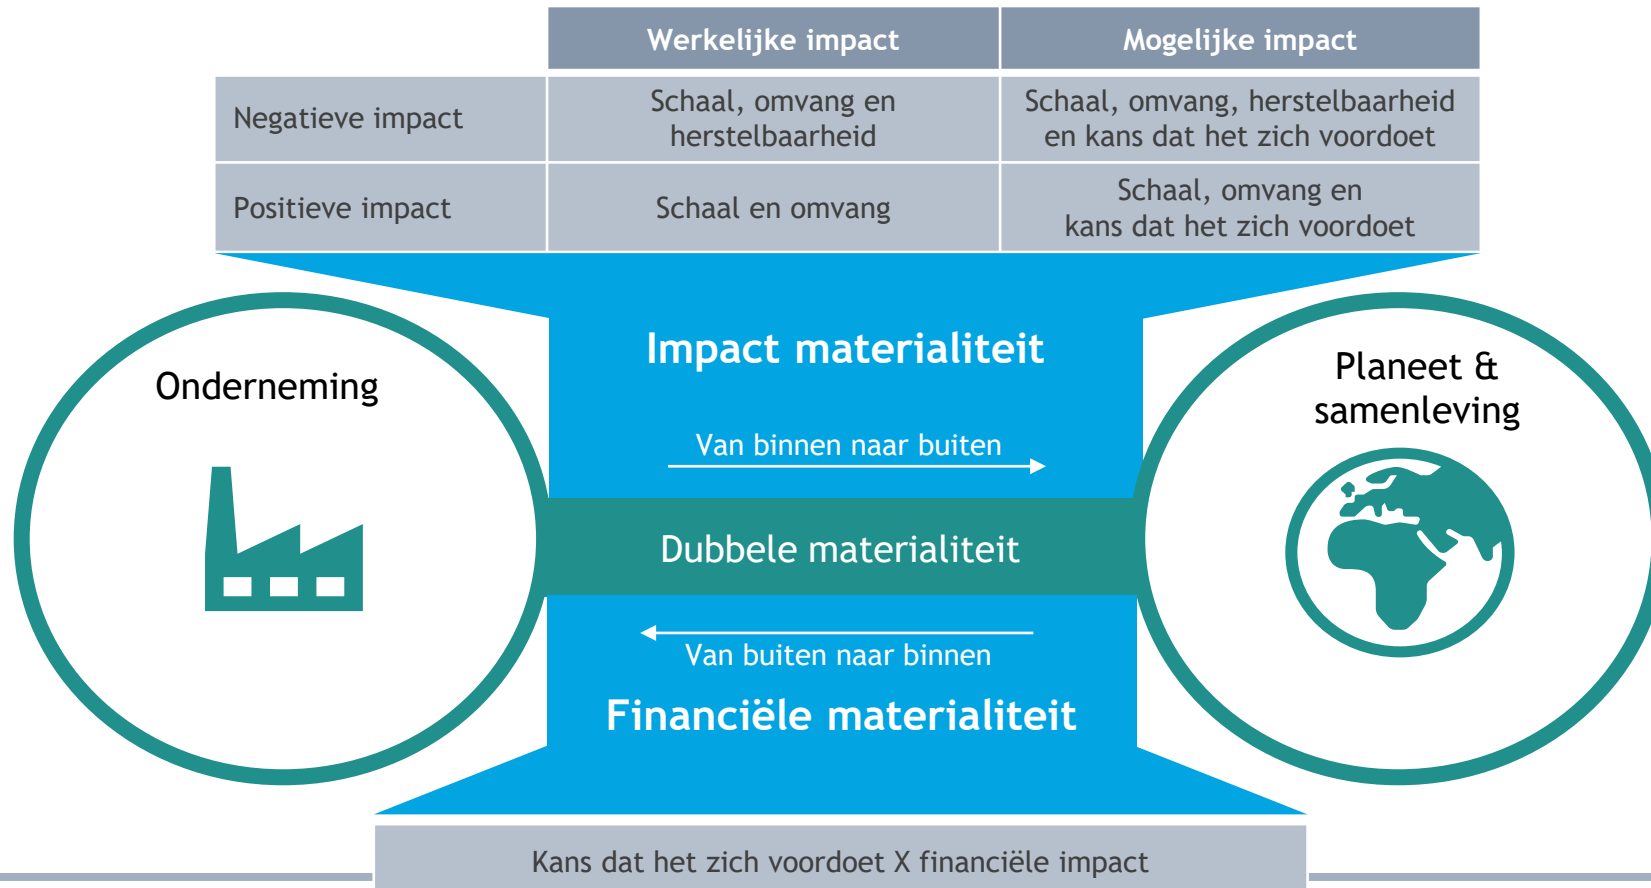 Werkelijke impact
Mogelijke impact
Negatieve impact
Schaal, omvang en
herstelbaarheid
Schaal, omvang, herstelbaarheid
en kans dat het zich voordoet
Positieve impact
Schaal en omvang
Schaal, omvang en
kans dat het zich voordoet
Impact materialiteit
Onderneming
Planeet &
samenleving
Van binnen naar buiten
Dubbele materialiteit
Van buiten naar binnen
Financiële materialiteit
Kans dat het zich voordoet X financiële impact